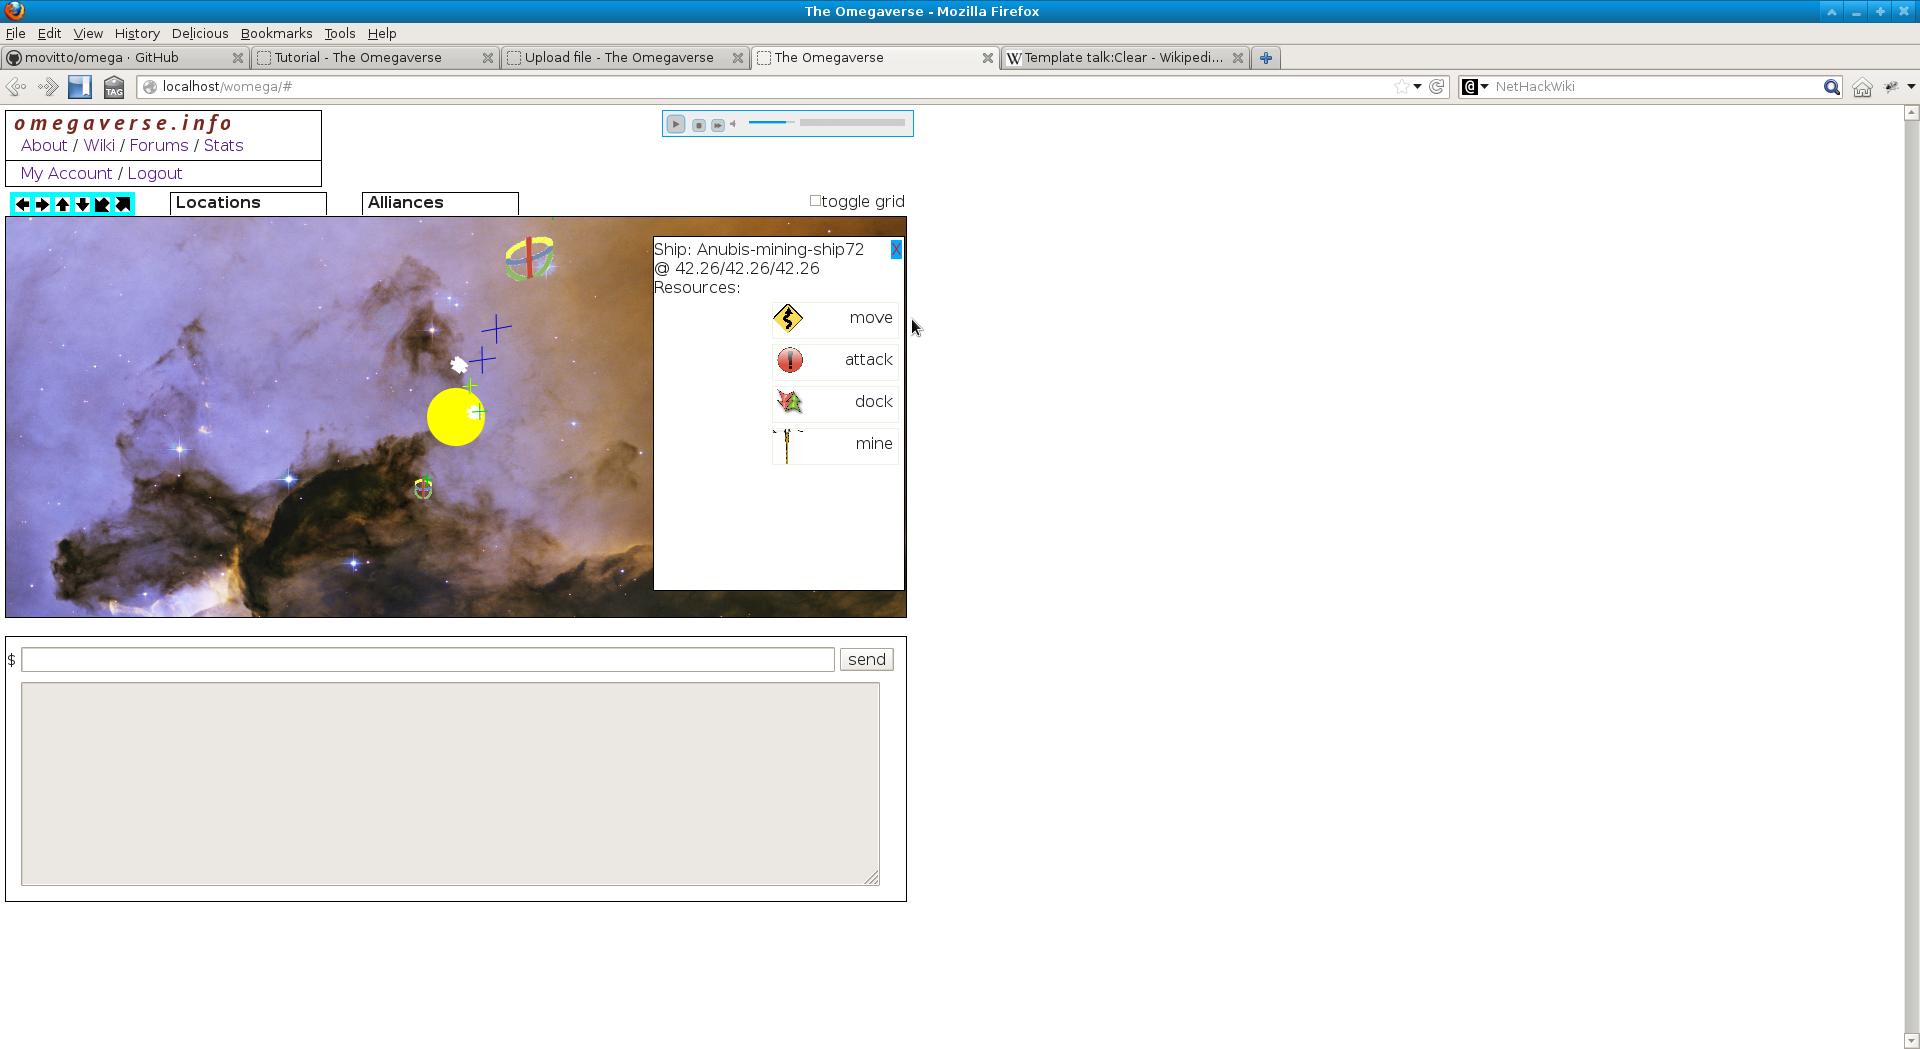 The Omegaverse - Mozilla Firefox
File Edit View History Delicious Bookmarks Tools Help
movitto/omega · GitHub
Tutorial - The Omegaverse
Upload file - The Omegaverse
The Omegaverse
W Template talk:Clear - Wikipedi...
TAG
localhost/womega/#
@ NetHackWiki
omegaverse.info
About / Wiki / Forums / Stats
My Account / Logout
Locations
Alliances
toggle grid
Ship: Anubis-mining-ship72 X
@ 42.26/42.26/42.26
Resources:
move
attack
dock
mine
$
send